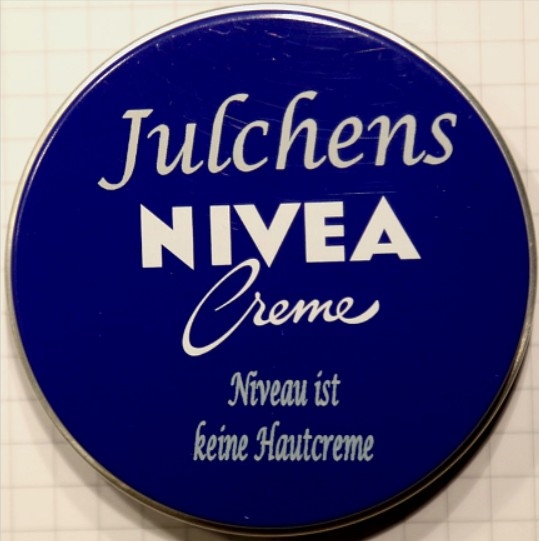 Julchens
NIVEA
Creme
Niveau ist
keine Hautcreme